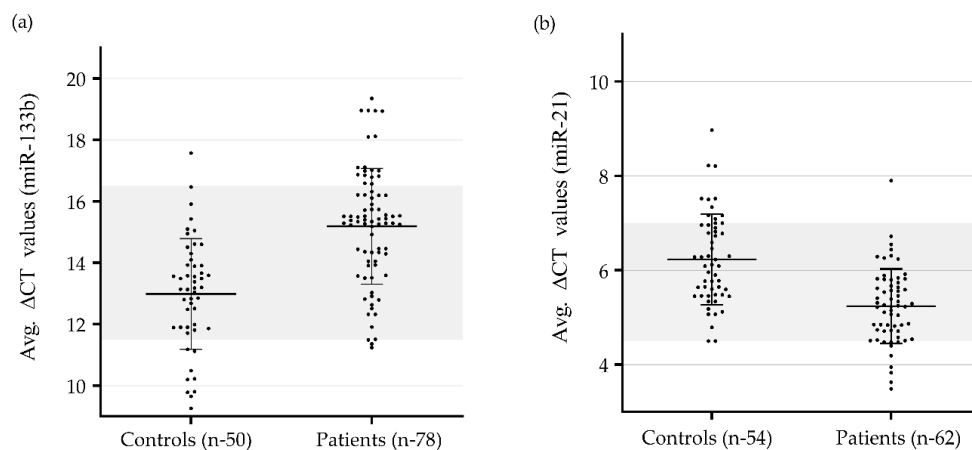 (a)
Avg. ΔCT values (miR-133b)
20
18
16
14
12
10
Controls (n-50)
Patients (n-78)
(b)
Avg. ΔCT values (miR-21)
10
8
6
4
Controls (n-54)
Patients (n-62)